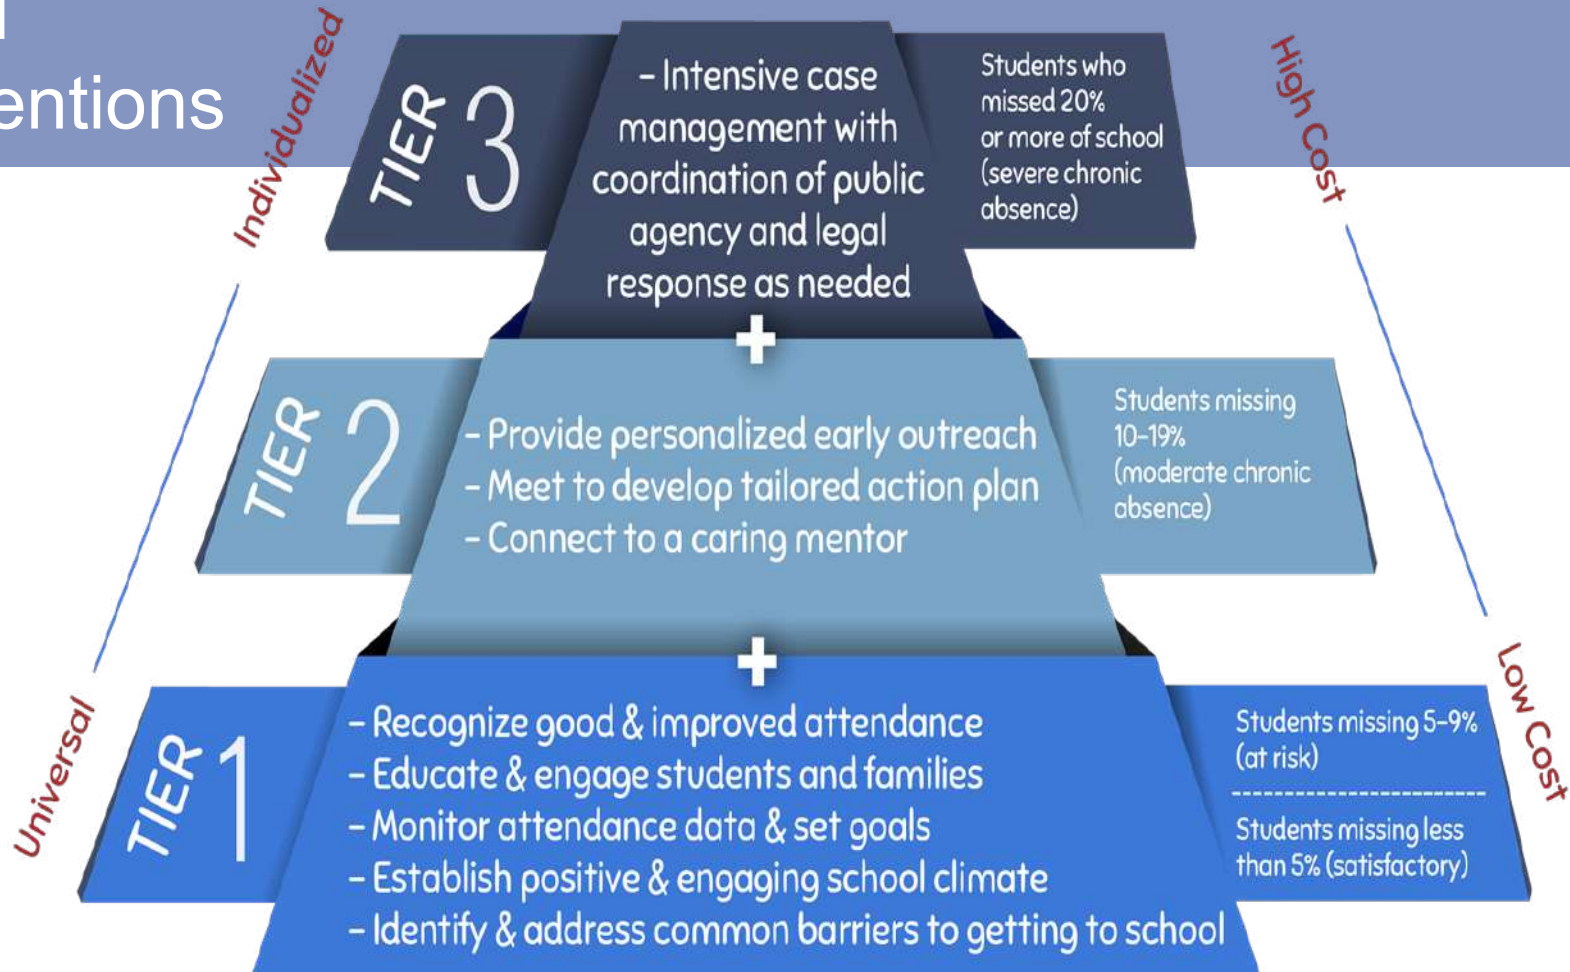 entions
Individualized
TIER 3
- Intensive case
management with
coordination of public
agency and legal
response as needed
Students who
missed 20%
or more of school
(severe chronic
absence)
High Cost
+
TIER 2
- Provide personalized early outreach
- Meet to develop tailored action plan
- Connect to a caring mentor
Students missing
10-19%
(moderate chronic
absence)
+
Universal
TIER 1
- Recognize good & improved attendance
- Educate & engage students and families
- Monitor attendance data & set goals
- Establish positive & engaging school climate
- Identify & address common barriers to getting to school
Students missing 5-9%
(at risk)
------------------------
Students missing less
than 5% (satisfactory)
Low Cost